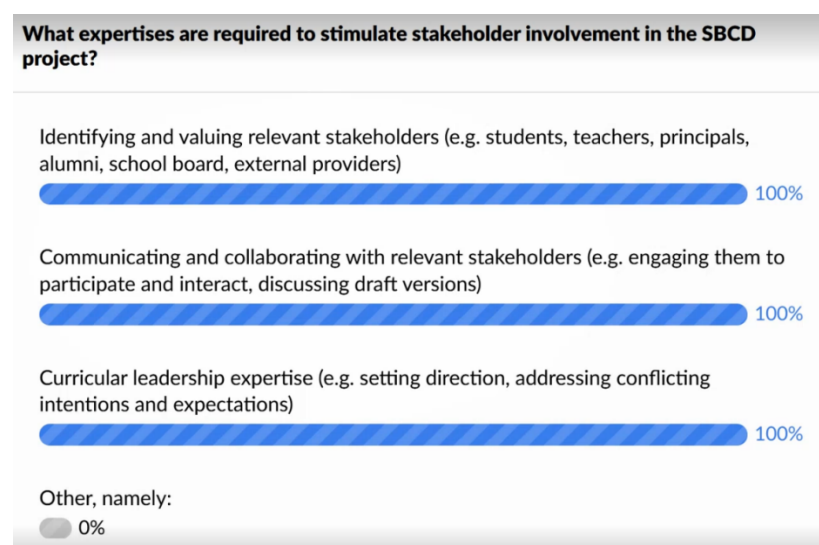 What expertises are required to stimulate stakeholder involvement in the SBCD
project?
Identifying and valuing relevant stakeholders (e.g. students, teachers, principals,
alumni, school board, external providers)
100%
Communicating and collaborating with relevant stakeholders (e.g. engaging them to
participate and interact, discussing draft versions)
100%
Curricular leadership expertise (e.g. setting direction, addressing conflicting
intentions and expectations)
100%
Other, namely:
0%